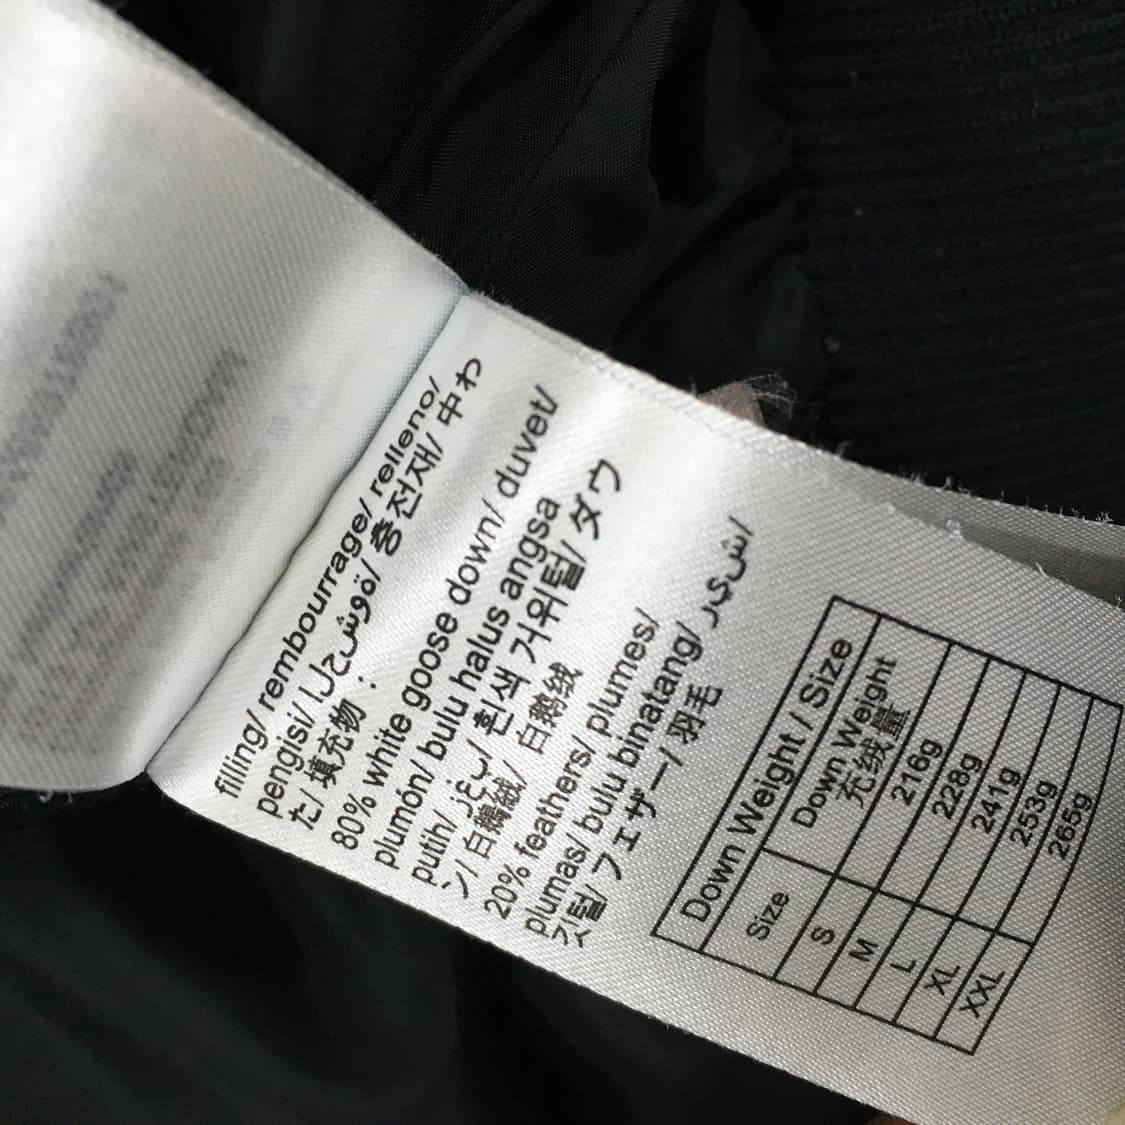 filling/ rembourrage/ relleno/
pengisi/ الحشوة/ 충전재/ 中わ
た/ 填充物 :
80% white goose down/ duvet/
plumón/ bulu halus angsa
putih/ زغب/ 흰색 거위털/ ダウ
ン/ 白鵝絨/ 白鹅绒
20% feathers/ plumes/
plumas/ bulu binatang/ ريش/
깃털/ フェザー/ 羽毛
Down Weight / Size
Size Down Weight
充绒量
S 216g
M 228g
L 241g
XL 253g
XXL 265g